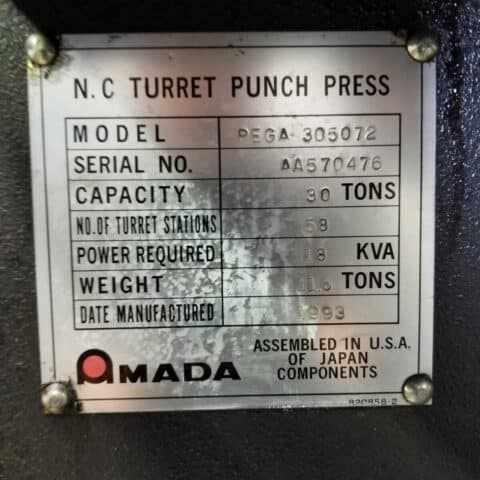 N.C TURRET PUNCH PRESS
MODEL PEGA-305072
SERIAL NO. AA570476
CAPACITY 30 TONS
NO.OF TURRET STATIONS 58
POWER REQUIRED 18 KVA
WEIGHT TONS
DATE MANUFACTURED 1993
AMADA
ASSEMBLED IN U.S.A.
OF JAPAN
COMPONENTS